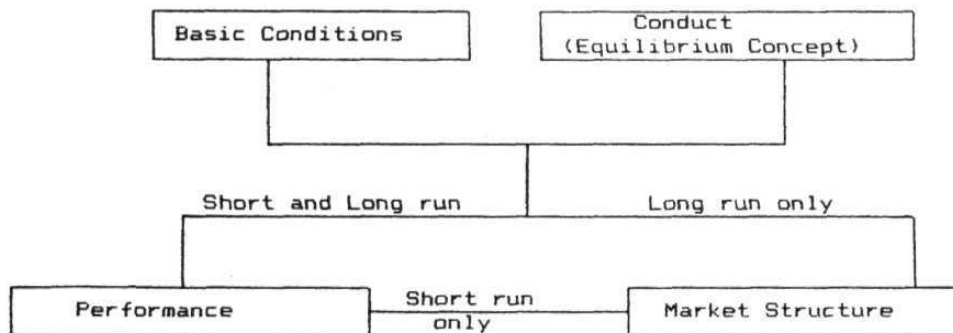 Basic Conditions
Conduct
(Equilibrium Concept)
Short and Long run
Long run only
Performance
Short run
only
Market Structure